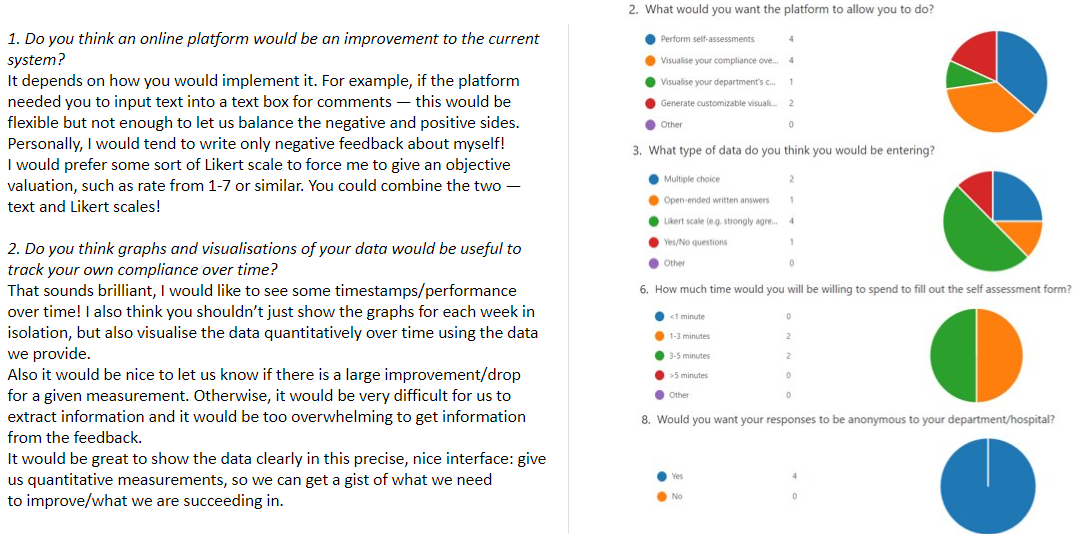 1. Do you think an online platform would be an improvement to the current
system?
It depends on how you would implement it. For example, if the platform
needed you to input text into a text box for comments — this would be
flexible but not enough to let us balance the negative and positive sides.
Personally, I would tend to write only negative feedback about myself!
I would prefer some sort of Likert scale to force me to give an objective
valuation, such as rate from 1-7 or similar. You could combine the two —
text and Likert scales!
2. Do you think graphs and visualisations of your data would be useful to
track your own compliance over time?
That sounds brilliant, I would like to see some timestamps/performance
over time! I also think you shouldn’t just show the graphs for each week in
isolation, but also visualise the data quantitatively over time using the data
we provide.
Also it would be nice to let us know if there is a large improvement/drop
for a given measurement. Otherwise, it would be very difficult for us to
extract information and it would be too overwhelming to get information
from the feedback.
It would be great to show the data clearly in this precise, nice interface: give
us quantitative measurements, so we can get a gist of what we need
to improve/what we are succeeding in.
2. What would you want the platform to allow you to do?
Perform self-assessments 4
Visualise your compliance ove... 4
Visualise your department's c... 1
Generate customizable visuali... 2
Other 0
3. What type of data do you think you would be entering?
Multiple choice 2
Open-ended written answers 1
Likert scale (e.g. strongly agre... 4
Yes/No questions 1
Other 0
6. How much time would you will be willing to spend to fill out the self assessment form?
<1 minute 0
1-3 minutes 2
3-5 minutes 2
>5 minutes 0
Other 0
8. Would you want your responses to be anonymous to your department/hospital?
Yes 4
No 0